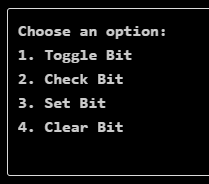 Choose an option:
1. Toggle Bit
2. Check Bit
3. Set Bit
4. Clear Bit